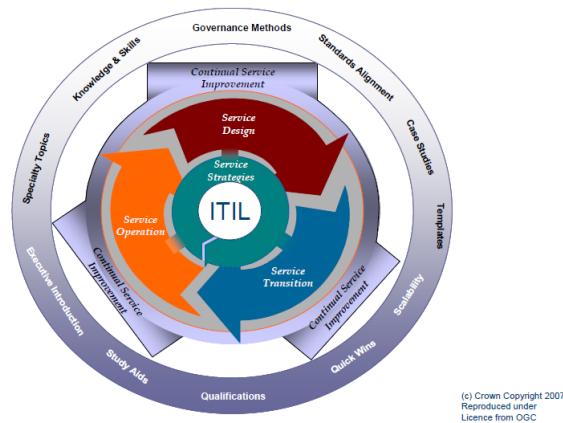 Governance Methods
Standards Alignment
Case Studies
Templates
Scalability
Quick Wins
Qualifications
Study Aids
Executive Introduction
Specialty Topics
Knowledge & Skills
Continual Service
Improvement
Service
Design
Service
Strategies
ITIL
Service
Operation
Service
Transition
Continual Service
Improvement
Continual Service
Improvement
(c) Crown Copyright 2007
Reproduced under
Licence from OGC